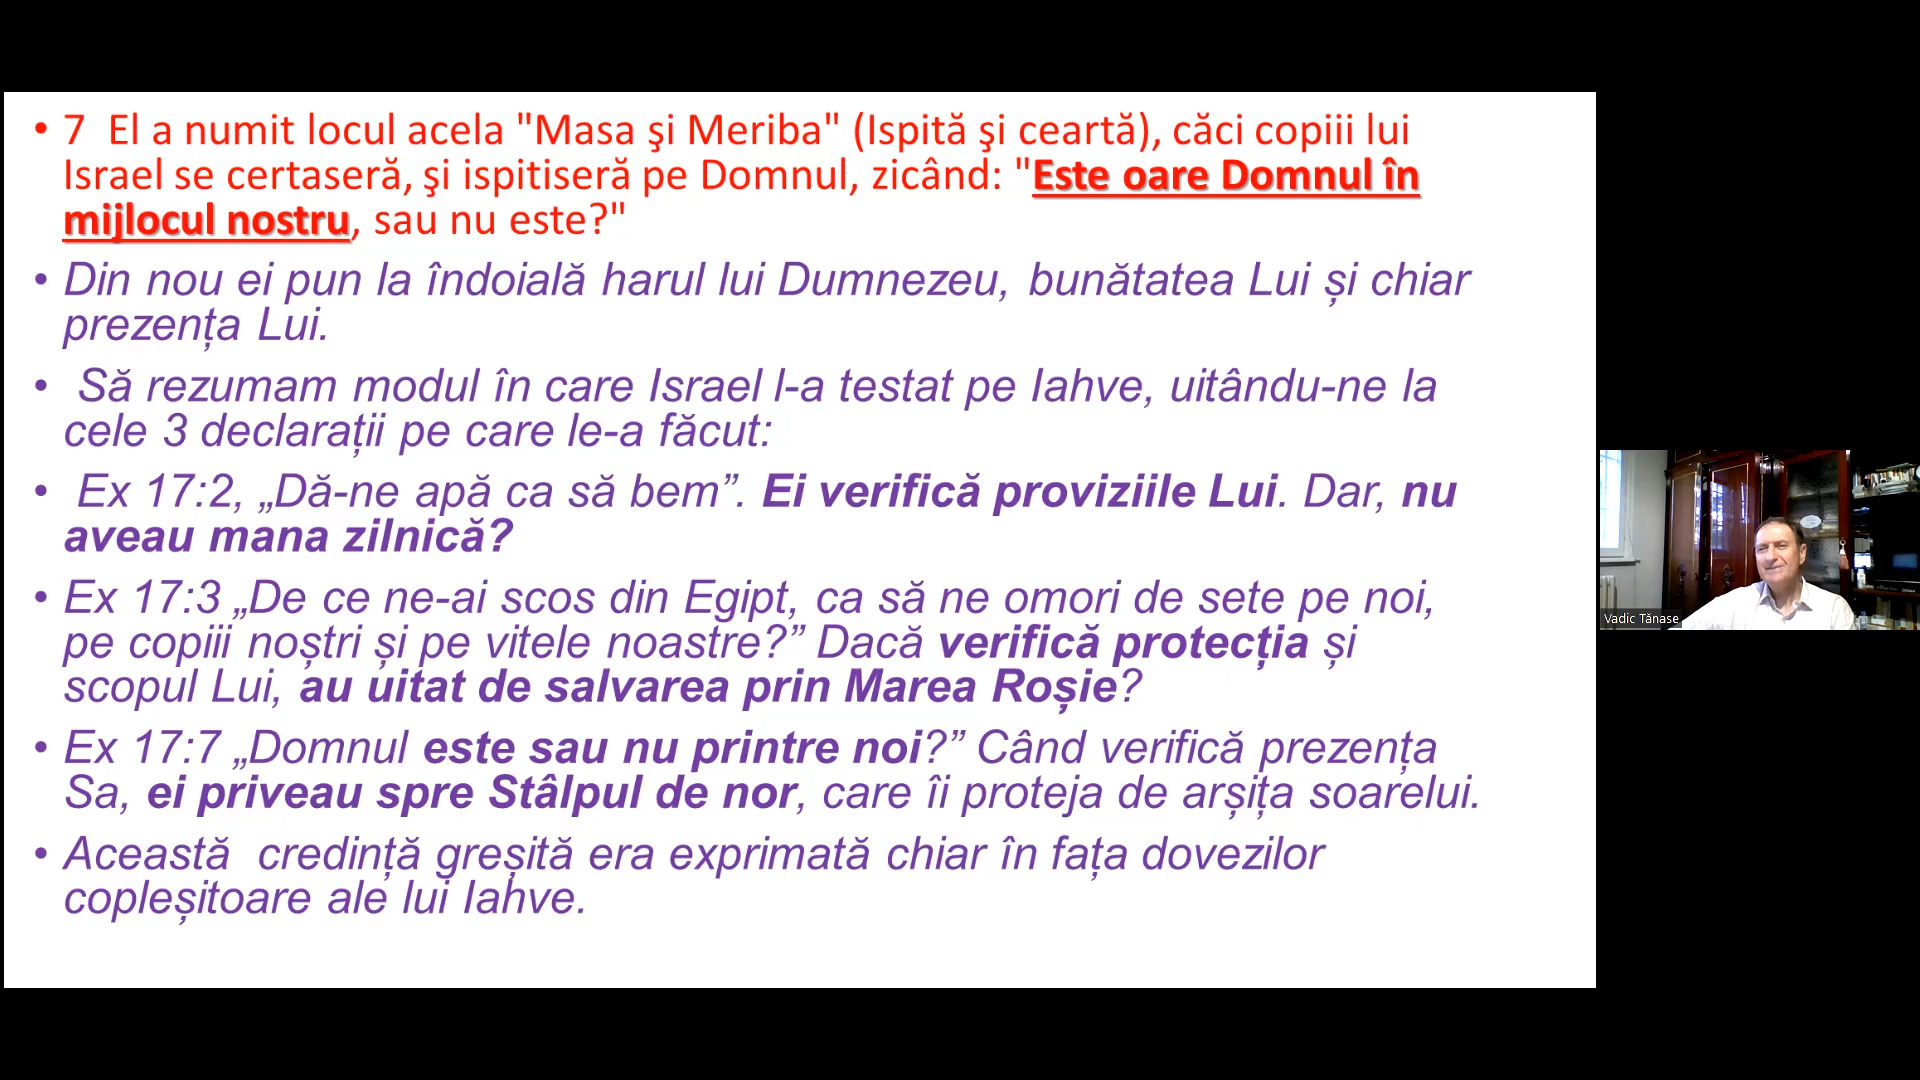 • 7  El a numit locul acela "Masa şi Meriba" (Ispită şi ceartă), căci copiii lui
Israel se certaseră, şi ispitiseră pe Domnul, zicând: "Este oare Domnul în
mijlocul nostru, sau nu este?"
• Din nou ei pun la îndoială harul lui Dumnezeu, bunătatea Lui și chiar
prezența Lui.
•  Să rezumam modul în care Israel l-a testat pe Iahve, uitându-ne la
cele 3 declarații pe care le-a făcut:
•  Ex 17:2, „Dă-ne apă ca să bem”. Ei verifică proviziile Lui. Dar, nu
aveau mana zilnică?
• Ex 17:3 „De ce ne-ai scos din Egipt, ca să ne omori de sete pe noi,
pe copiii noștri și pe vitele noastre?” Dacă verifică protecția și
scopul Lui, au uitat de salvarea prin Marea Roșie?
• Ex 17:7 „Domnul este sau nu printre noi?” Când verifică prezența
Sa, ei priveau spre Stâlpul de nor, care îi proteja de arșița soarelui.
• Această  credință greșită era exprimată chiar în fața dovezilor
copleșitoare ale lui Iahve.
Vadic Tănase